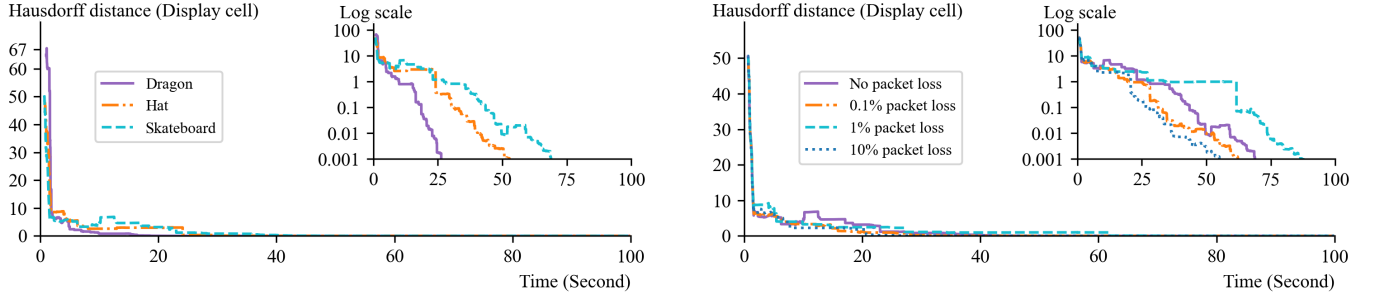 Hausdorff distance (Display cell)
67
60
50
40
30
20
10
0
0 20 40 60 80 100
Time (Second)
Dragon
Hat
Skateboard
Log scale
100
10
1
0.1
0.01
0.001
0 25 50 75 100
Hausdorff distance (Display cell)
50
40
30
20
10
0
0 20 40 60 80 100
Time (Second)
No packet loss
0.1% packet loss
1% packet loss
10% packet loss
Log scale
100
10
1
0.1
0.01
0.001
0 25 50 75 100